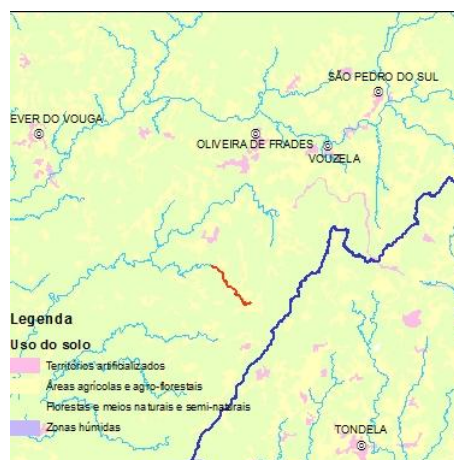 SÃO PEDRO DO SUL
EVER DO VOUGA
OLIVEIRA DE FRADES
VOUZELA
Legenda
Uso do solo
Territórios artificializados
Áreas agrícolas e agro-forestais
Florestas e meios naturais e semi-naturais
Zonas húmidas
TONDELA